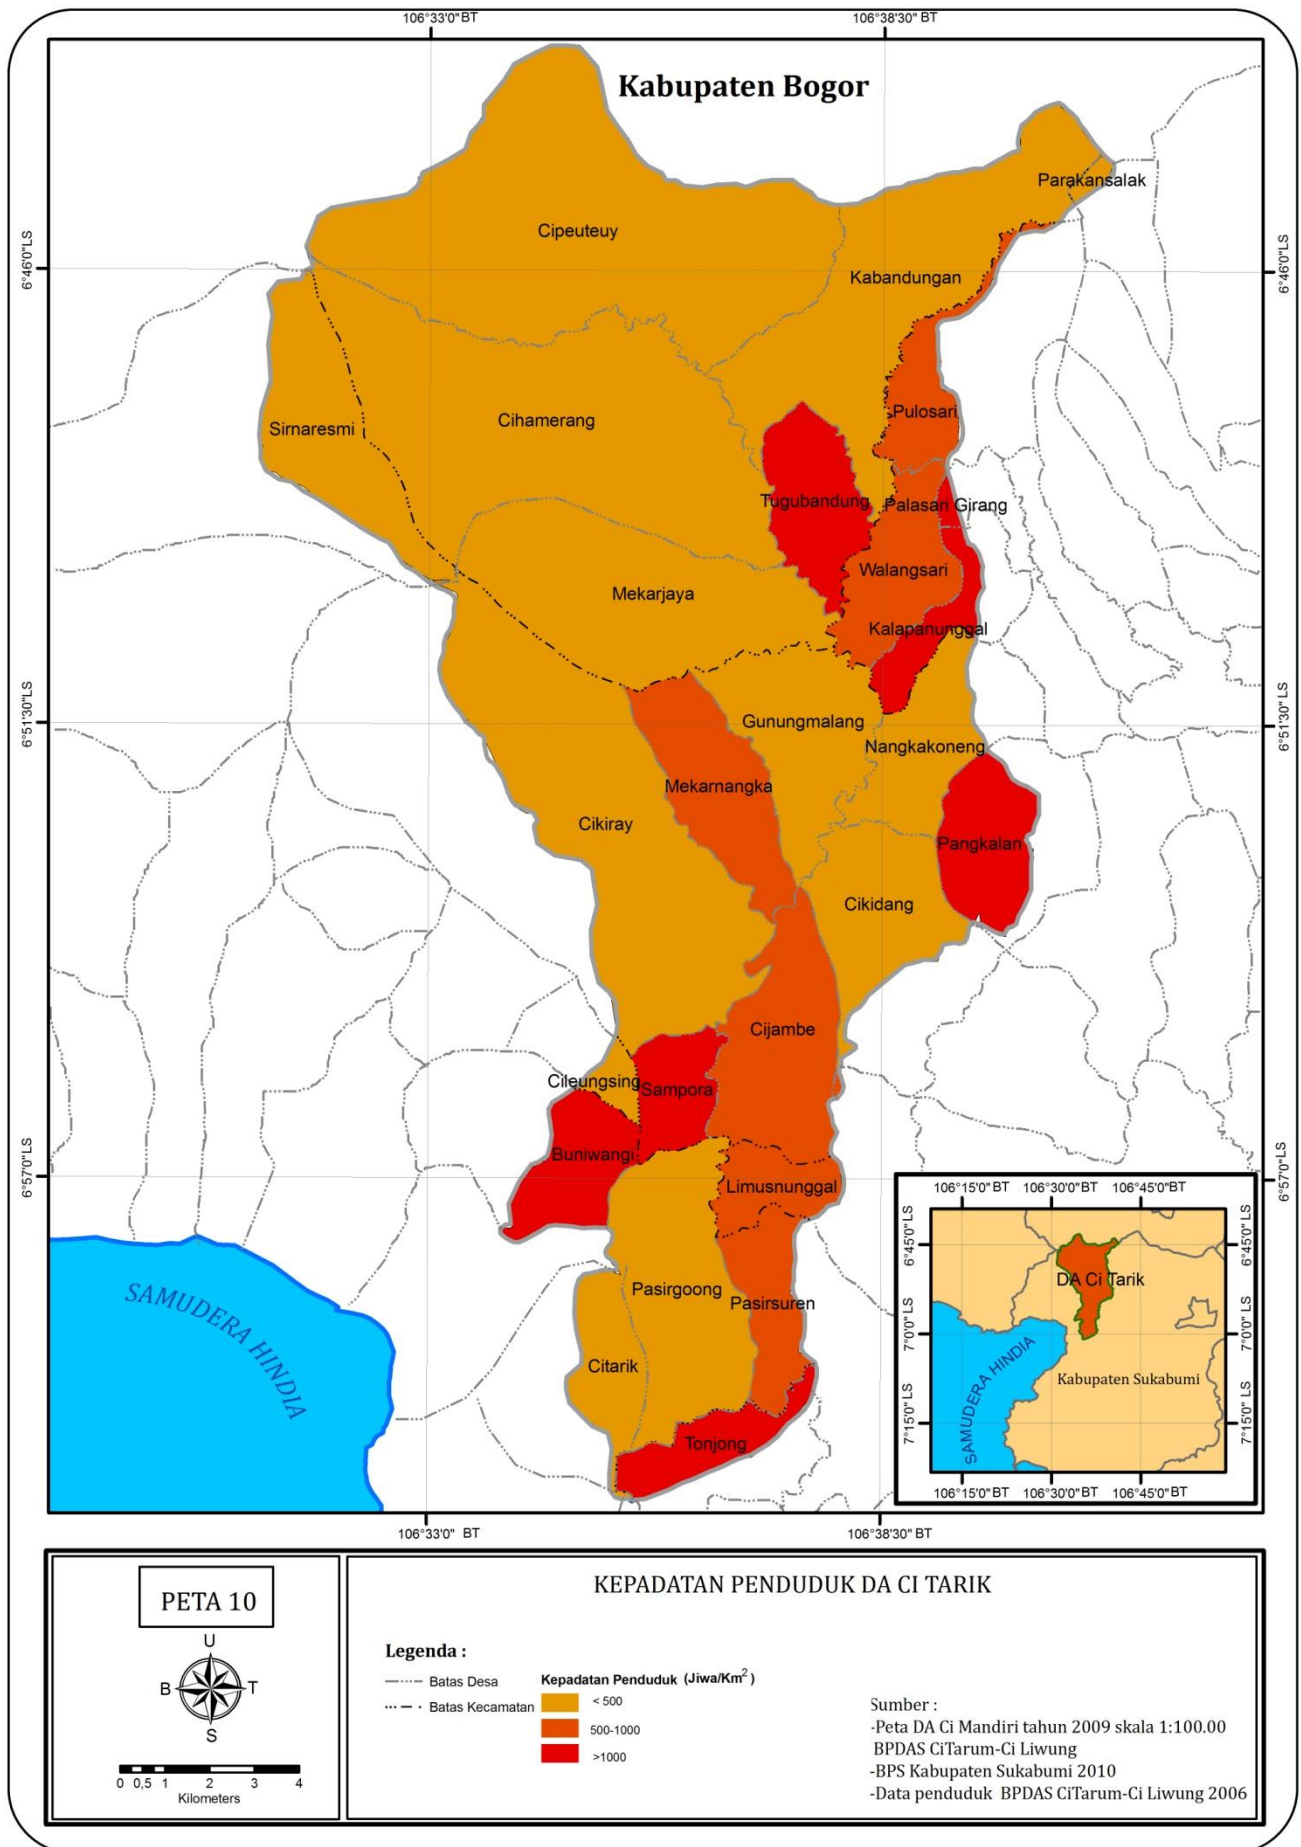 106°33'0" BT
106°38'30" BT
Kabupaten Bogor
Parakansalak
Cipeuteuy
6°46'0" LS
6°46'0" LS
Kabandungan
Pulosari
Cihamerang
Sirnaresmi
Tugubandung
Palasari Girang
Walangsari
Mekarjaya
Kalapanunggal
6°51'30" LS
6°51'30" LS
Gunungmalang
Nangkakoneng
Mekarnangka
Cikiray
Pangkalan
Cikidang
Cijambe
Cileungsing
Sampora
Buniwangi
6°57'0" LS
6°57'0" LS
Limusnunggal
Pasirgoong
Pasirsuren
SAMUDERA HINDIA
Citarik
Tonjong
106°15'0" BT
106°30'0" BT
106°45'0" BT
6°45'0" LS
6°45'0" LS
DA Ci Tarik
7°0'0" LS
7°0'0" LS
SAMUDERA HINDIA
Kabupaten Sukabumi
7°15'0" LS
7°15'0" LS
106°15'0" BT
106°30'0" BT
106°45'0" BT
106°33'0" BT
106°38'30" BT
PETA 10
U
B
T
S
0 0,5 1 2 3 4
Kilometers
KEPADATAN PENDUDUK DA CI TARIK
Legenda :
Batas Desa
Batas Kecamatan
Kepadatan Penduduk (Jiwa/Km²)
< 500
500-1000
>1000
Sumber :
-Peta DA Ci Mandiri tahun 2009 skala 1:100.00
BPDAS CiTarum-Ci Liwung
-BPS Kabupaten Sukabumi 2010
-Data penduduk BPDAS CiTarum-Ci Liwung 2006